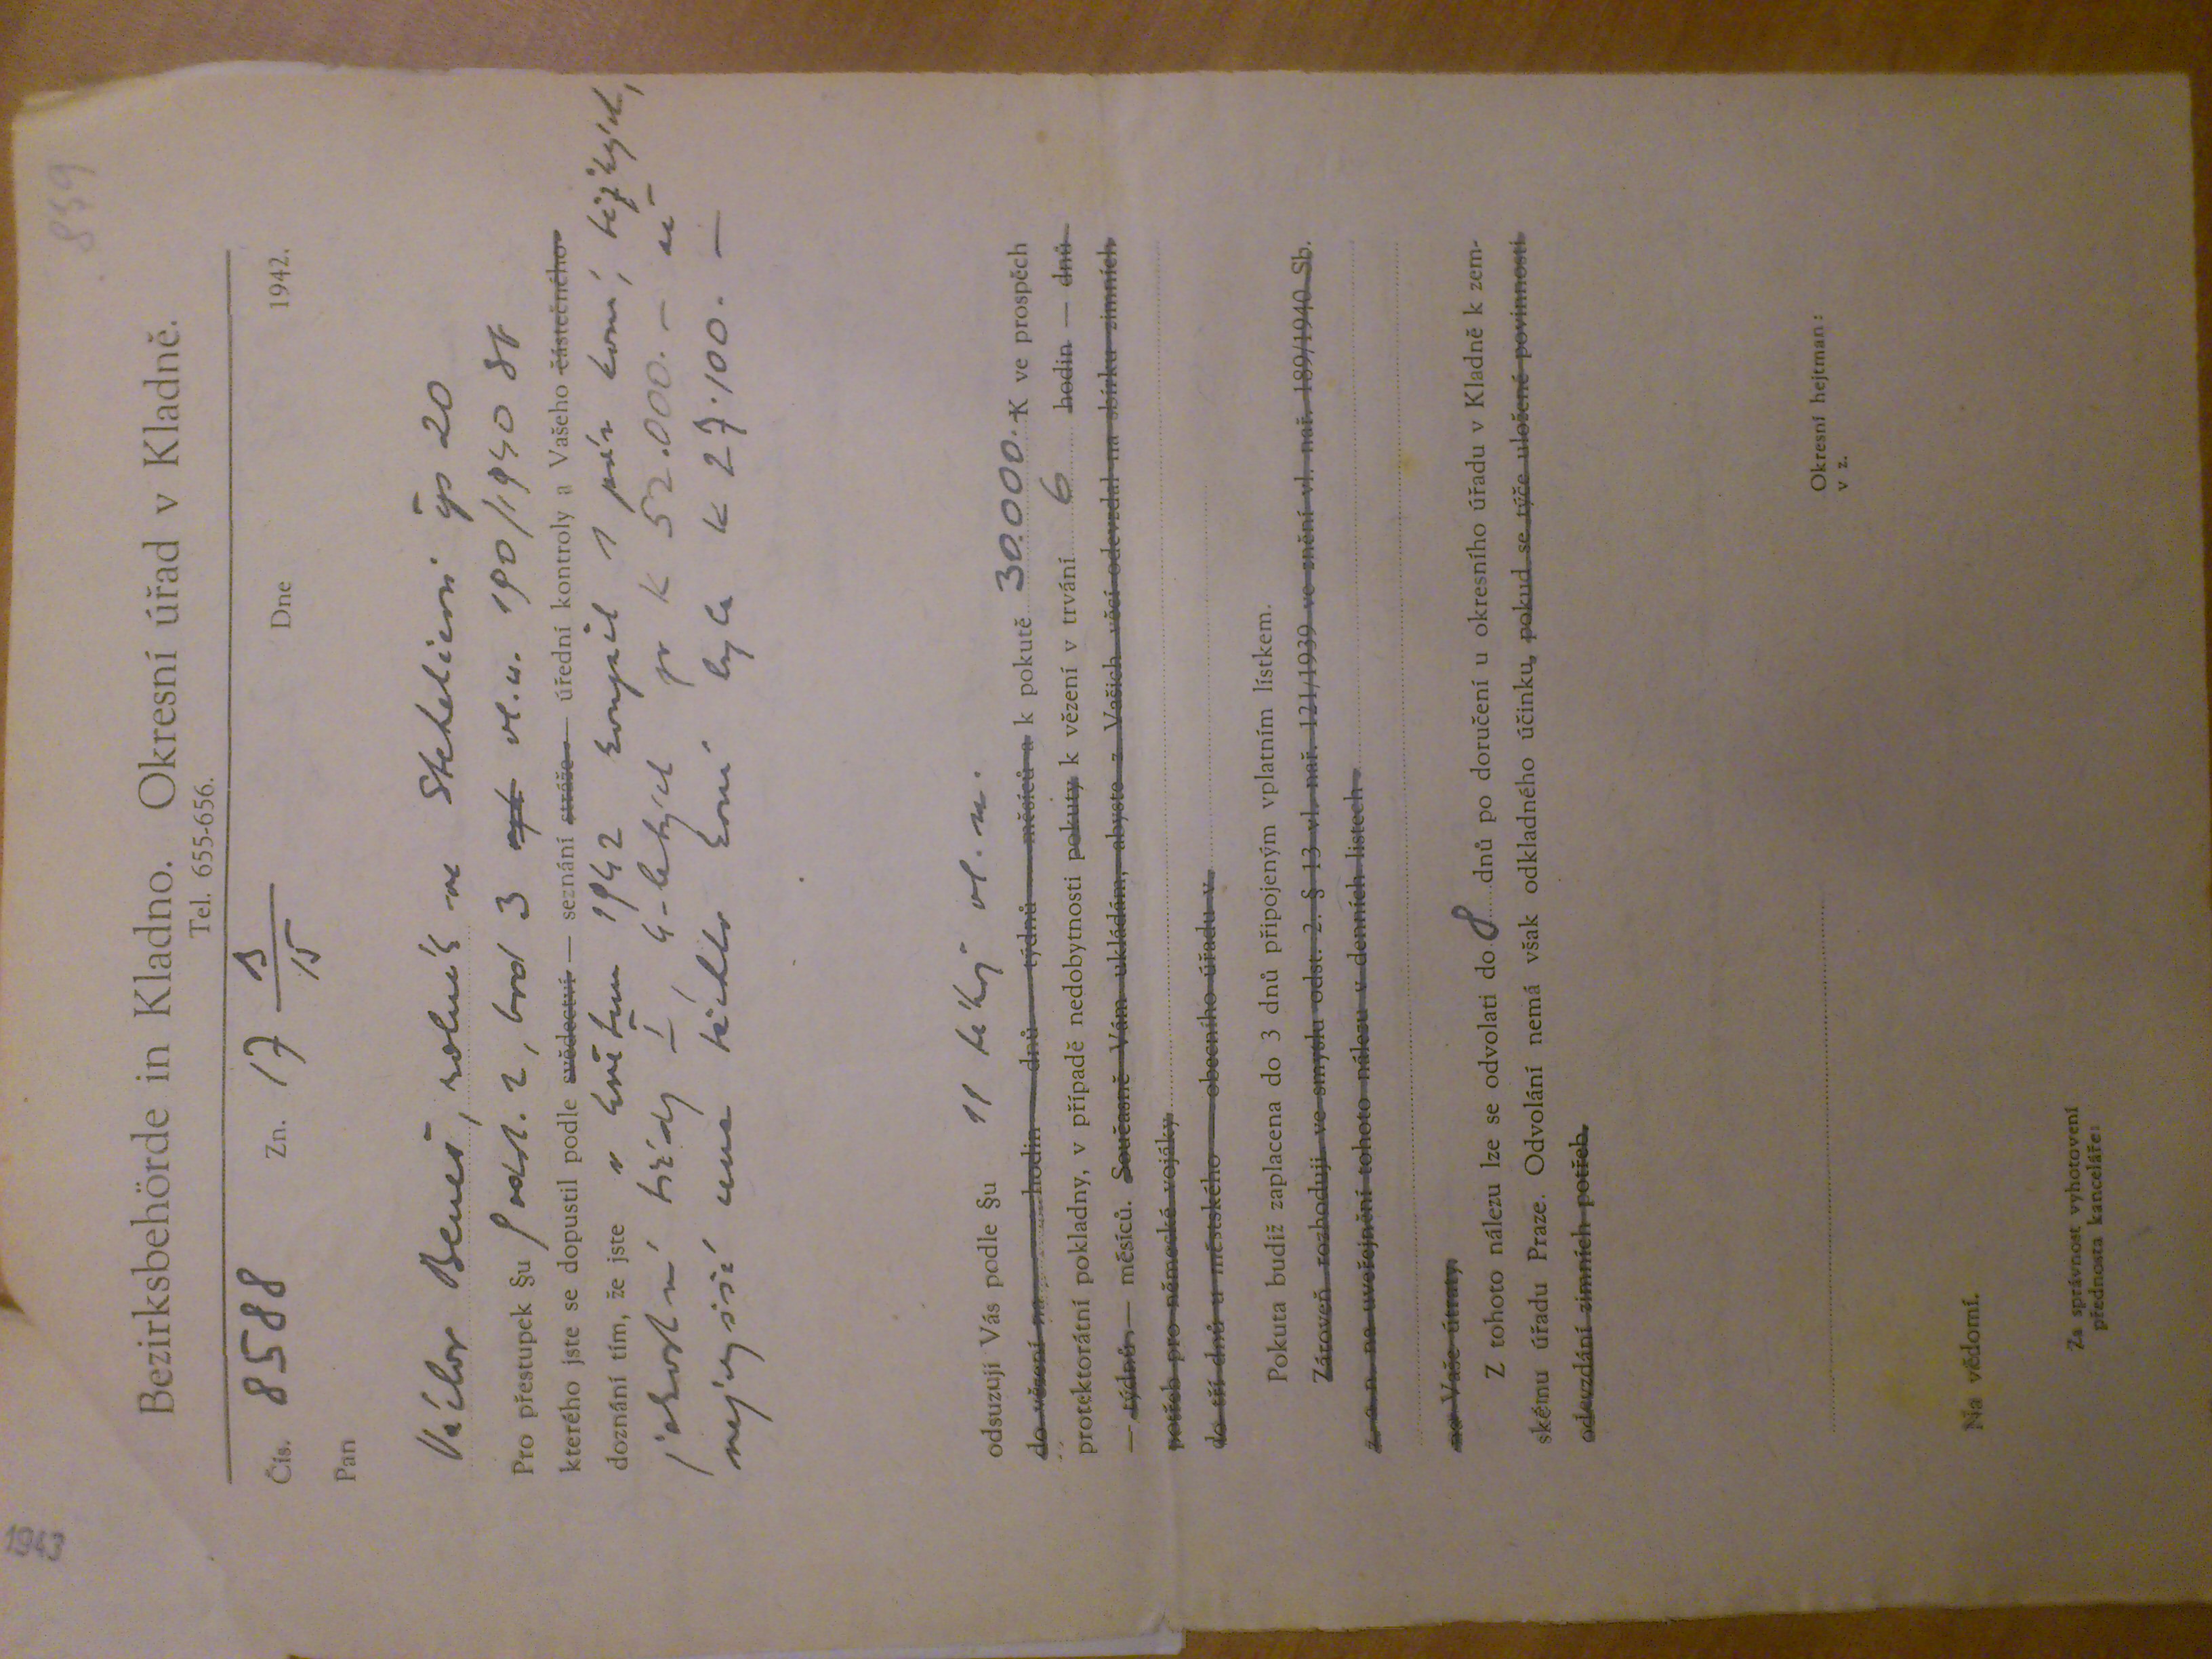 1943
859
Bezirksbehörde in Kladno. Okresní úřad v Kladně.
Tel. 655-656.
Čís. 8588 Zn. 17 B/15 Dne 1942.
Pan
Václav Beneš, rolník ve Stehelčevsi čp 20
Pro přestupek §u odst. 2, bod 3 vl.n. 190/1940 Sb
kterého jste se dopustil podle svědectví — seznání stráže — úřední kontroly a Vašeho částečného
doznání tím, že jste v květnu 1942 koupil 1 pár koní, těžkých,
jakostní třídy I, 4-letých za K 52.000.— ač
nejvyšší cena těchto koní byla K 27.100.—
odsuzuji Vás podle §u 11 téhož vl. n.
do vězení na hodin — dnů — týdnů — měsíců a k pokutě 30.000.- K ve prospěch
protektorátní pokladny, v případě nedobytnosti pokuty k vězení v trvání 6 hodin — dnů
— týdnů — měsíců. Současně Vám ukládám, abyste z Vašich věcí odevzdal na sbírku zimních
potřeb pro německé vojáky
do tří dnů u městského — obecního úřadu v
Pokuta budiž zaplacena do 3 dnů připojeným vplatním lístkem.
Zároveň rozhoduji ve smyslu odst. 2. § 13 vl. nař. 121/1939 ve znění vl. nař. 189/1940 Sb.
z. a n. na uveřejnění tohoto nálezu v denních listech
na Vaše útraty.
Z tohoto nálezu lze se odvolati do 8 dnů po doručení u okresního úřadu v Kladně k zem-
skému úřadu Praze. Odvolání nemá však odkladného účinku, pokud se týče uložené povinnosti
odevzdání zimních potřeb.
Okresní hejtman:
v z.
Na vědomí.
Za správnost vyhotovení
přednosta kanceláře: